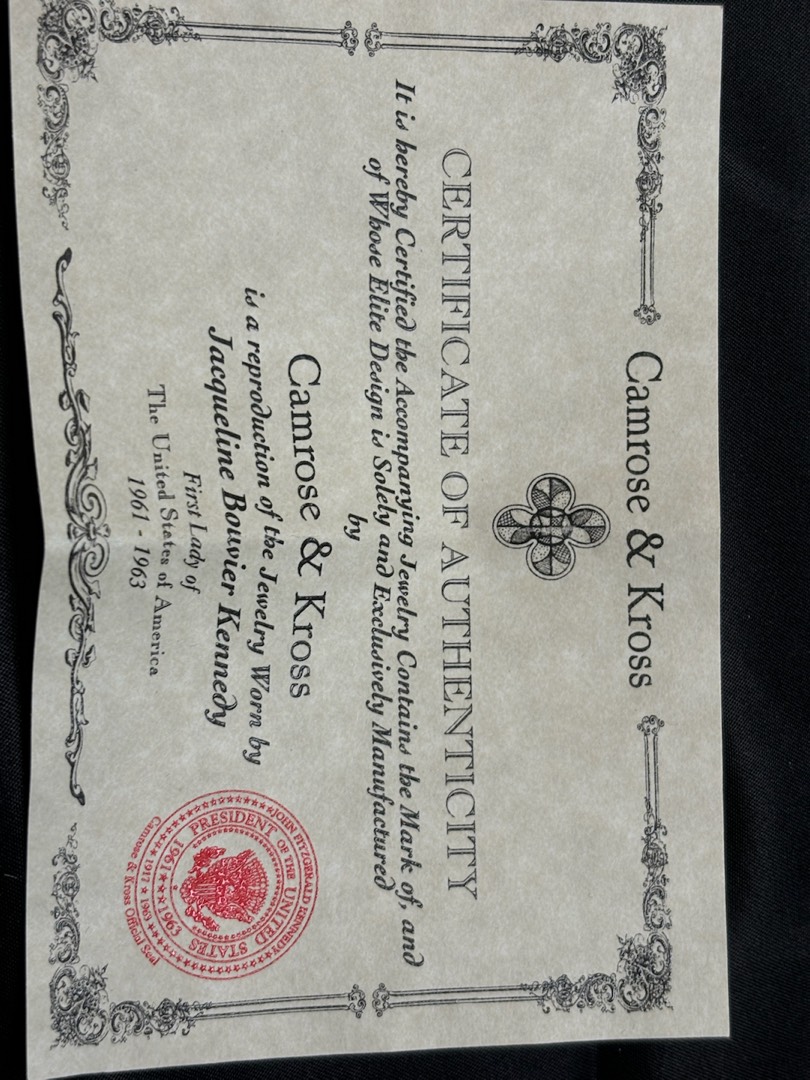 Camrose & Kross
CERTIFICATE OF AUTHENTICITY
It is hereby Certified the Accompanying Jewelry Contains the Mark of, and
of Whose Elite Design is Solely and Exclusively Manufactured
by
Camrose & Kross
is a reproduction of the Jewelry Worn by
Jacqueline Bouvier Kennedy
First Lady of
The United States of America
1961 - 1963
JOHN FITZGERALD KENNEDY
PRESIDENT OF THE UNITED STATES
1961 1963
1917 ★ 1963
Camrose & Kross Official Seal